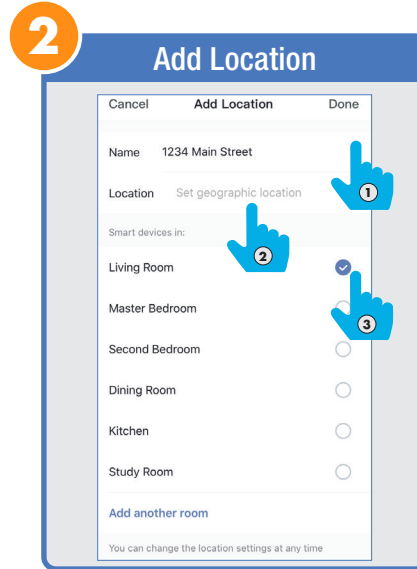 2
Add Location
Cancel Add Location Done
Name 1234 Main Street
1
Location Set geographic location
2
Smart devices in:
Living Room
3
Master Bedroom
Second Bedroom
Dining Room
Kitchen
Study Room
Add another room
You can change the location settings at any time